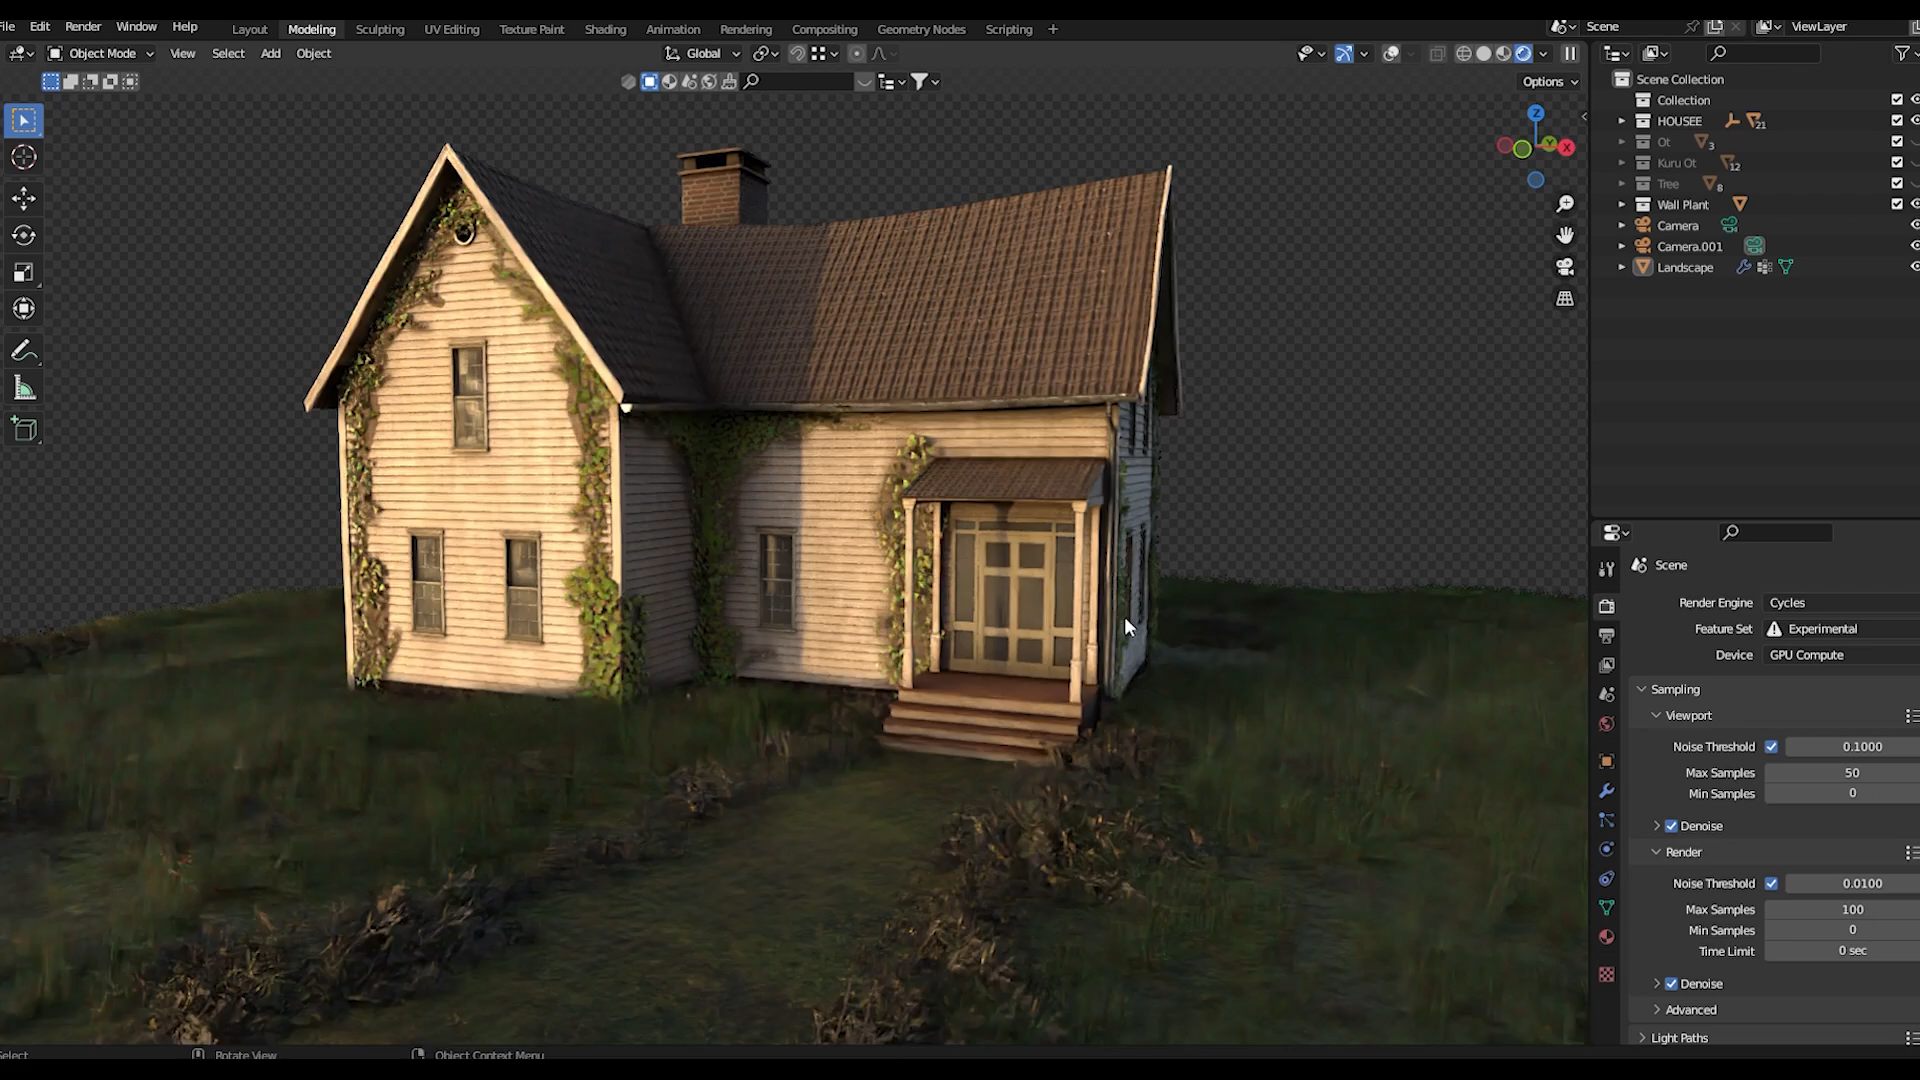 File Edit Render Window Help Layout Modeling Sculpting UV Editing Texture Paint Shading Animation Rendering Compositing Geometry Nodes Scripting + Scene ViewLayer
Object Mode View Select Add Object Global
Options
Scene Collection
Collection
HOUSEE 21
Ot 3
Kuru Ot 12
Tree 8
Wall Plant
Camera
Camera.001
Landscape
Z
Y
X
Scene
Render Engine Cycles
Feature Set Experimental
Device GPU Compute
Sampling
Viewport
Noise Threshold 0.1000
Max Samples 50
Min Samples 0
Denoise
Render
Noise Threshold 0.0100
Max Samples 100
Min Samples 0
Time Limit 0 sec
Denoise
Advanced
Light Paths
Select Rotate View Object Context Menu